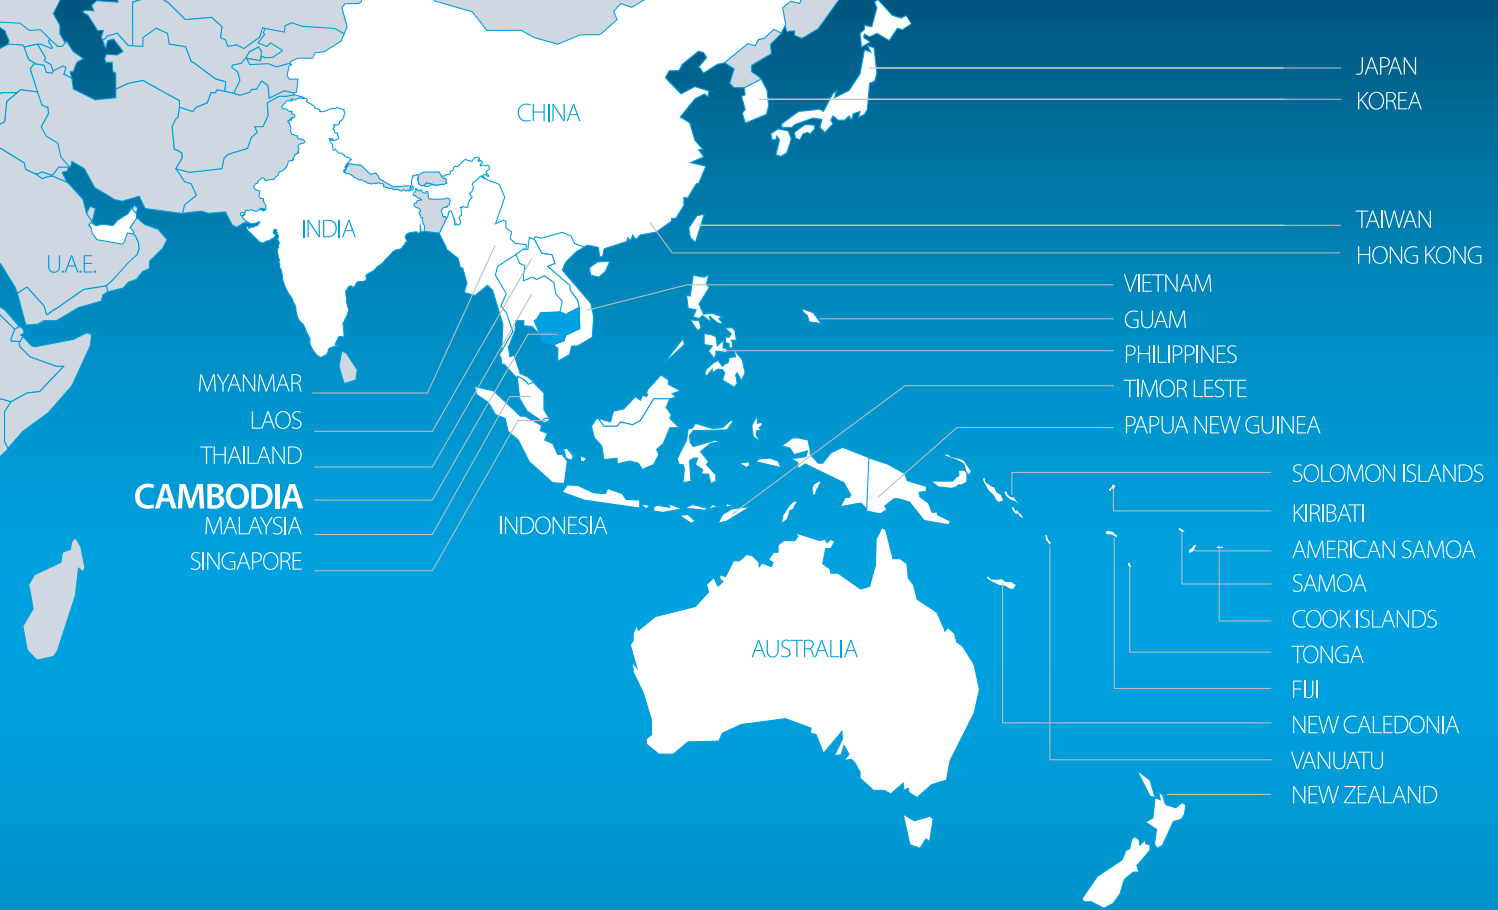 JAPAN
KOREA
CHINA
TAIWAN
INDIA
HONG KONG
U.A.E.
VIETNAM
GUAM
PHILIPPINES
TIMOR LESTE
PAPUA NEW GUINEA
MYANMAR
LAOS
THAILAND
CAMBODIA
MALAYSIA
SINGAPORE
INDONESIA
SOLOMON ISLANDS
KIRIBATI
AMERICAN SAMOA
SAMOA
COOK ISLANDS
TONGA
FIJI
NEW CALEDONIA
VANUATU
NEW ZEALAND
AUSTRALIA